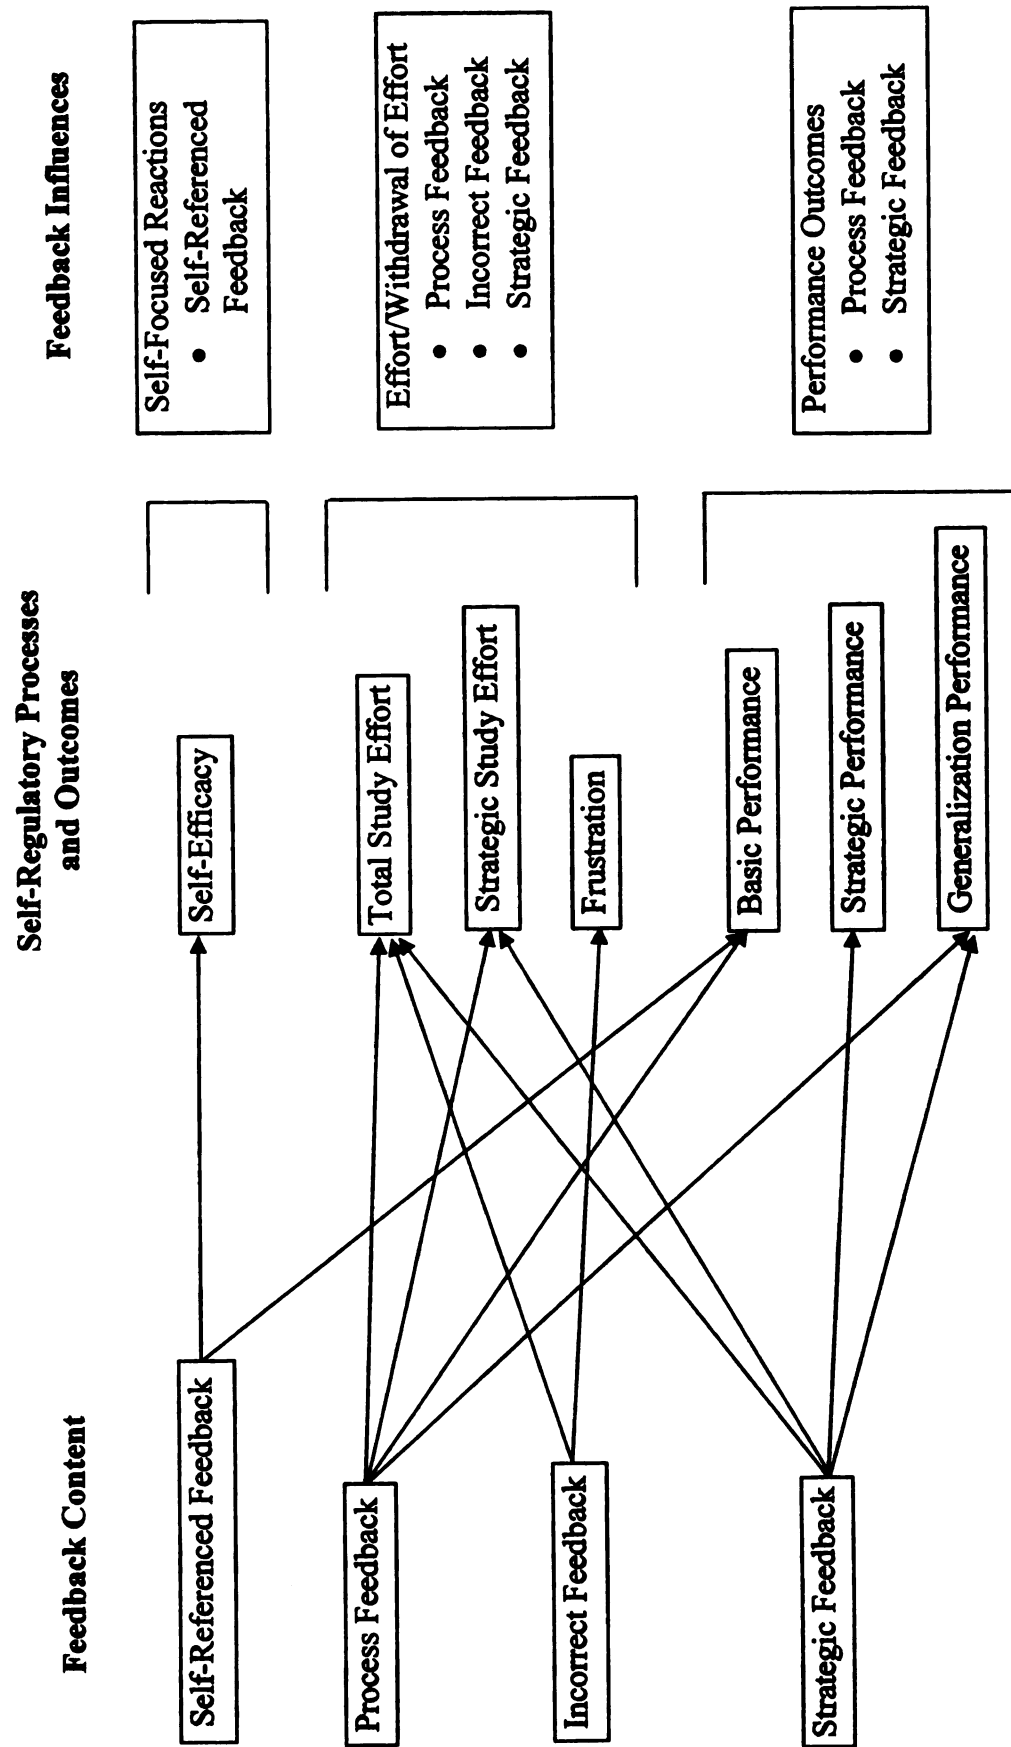 Feedback Content
Self-Referenced Feedback
Process Feedback
Incorrect Feedback
Strategic Feedback
Self-Regulatory Processes
and Outcomes
Self-Efficacy
Total Study Effort
Strategic Study Effort
Frustration
Basic Performance
Strategic Performance
Generalization Performance
Feedback Influences
Self-Focused Reactions
• Self-Referenced
Feedback
Effort/Withdrawal of Effort
• Process Feedback
• Incorrect Feedback
• Strategic Feedback
Performance Outcomes
• Process Feedback
• Strategic Feedback